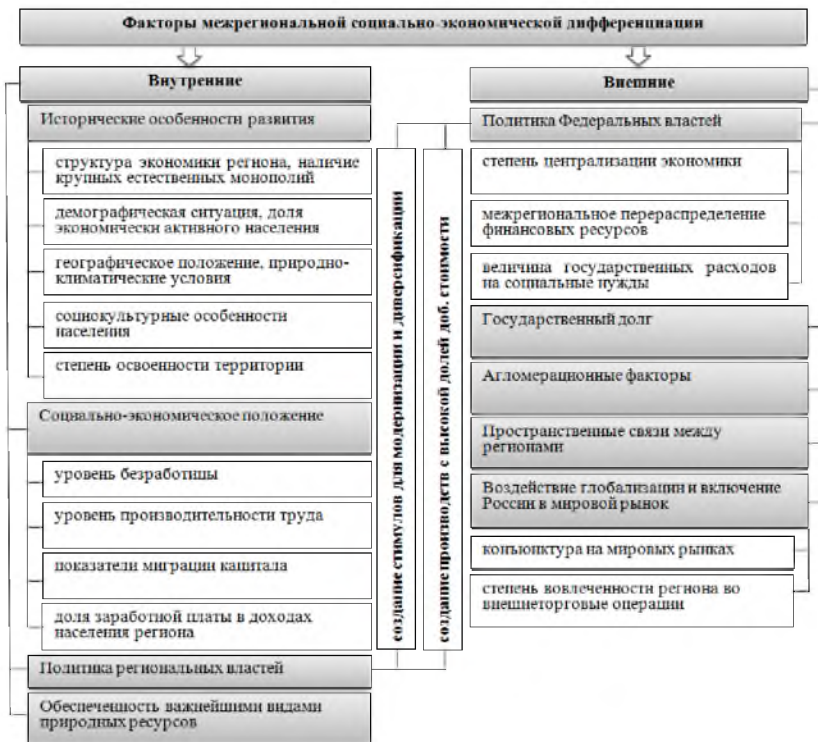 Факторы межрегиональной социально-экономической дифференциации
Внутренние
Исторические особенности развития
структура экономики региона, наличие
крупных естественных монополий
демографическая ситуация, доля
экономически активного населения
географическое положение, природно-
климатические условия
социокультурные особенности
населения
степень освоенности территории
Социально-экономическое положение
уровень безработицы
уровень производительности труда
показатели миграции капитала
доля заработной платы в доходах
населения региона
Политика региональных властей
Обеспеченность важнейшими видами
природных ресурсов
создание стимулов для модернизации и диверсификации
создание производств с высокой долей доб. стоимости
Внешние
Политика Федеральных властей
степень централизации экономики
межрегиональное перераспределение
финансовых ресурсов
величина государственных расходов
на социальные нужды
Государственный долг
Агломерационные факторы
Пространственные связи между
регионами
Воздействие глобализации и включение
России в мировой рынок
конъюнктура на мировых рынках
степень вовлеченности региона во
внешнеторговые операции